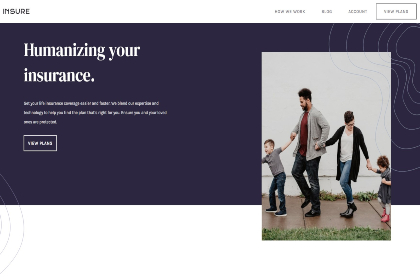 INSURE
HOW WE WORK
BLOG
ACCOUNT
VIEW PLANS
Humanizing your
insurance.
Get your life insurance coverage easier and faster. We blend our expertise and
technology to help you find the plan that's right for you. Ensure you and your loved
ones are protected.
VIEW PLANS